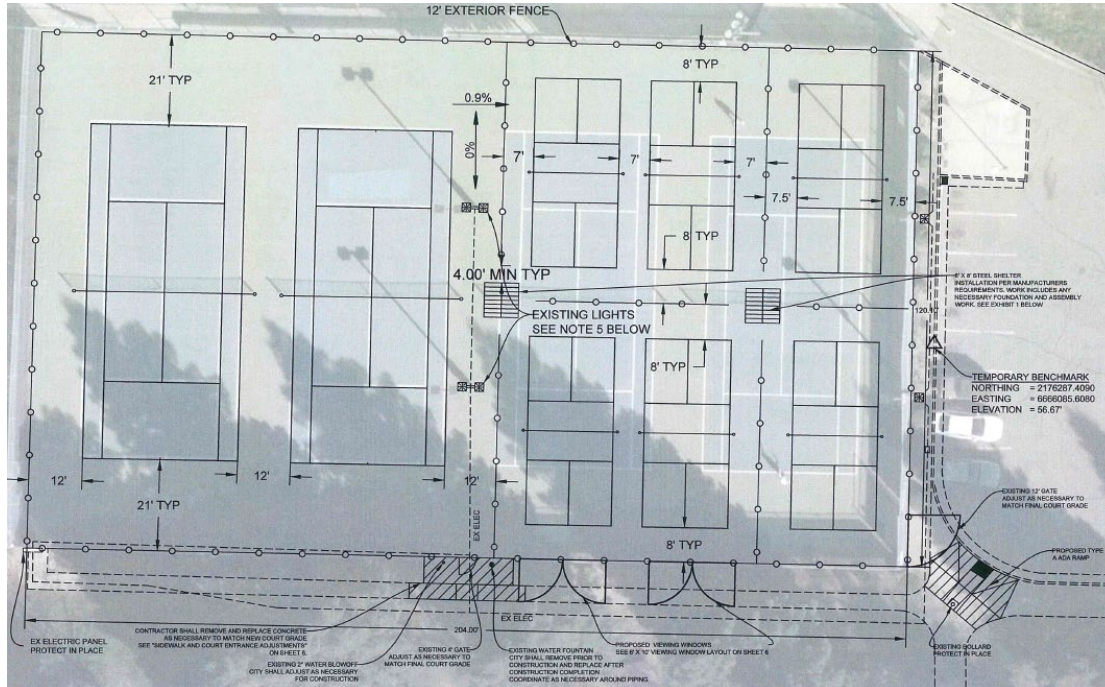 12' EXTERIOR FENCE
21' TYP
8' TYP
0.9%
0%
7'
7'
7'
7.5'
7.5'
8' TYP
4.00' MIN TYP
8' X 8' STEEL SHELTER
INSTALLATION PER MANUFACTURERS
REQUIREMENTS. WORK INCLUDES ANY
NECESSARY FOUNDATION AND ASSEMBLY
WORK. SEE EXHIBIT 1 BELOW
EXISTING LIGHTS
SEE NOTE 5 BELOW
8' TYP
TEMPORARY BENCHMARK
NORTHING = 2176287.4090
EASTING = 6666085.6080
ELEVATION = 56.67'
12'
12'
12'
21' TYP
EX ELEC
8' TYP
EXISTING 12' GATE
ADJUST AS NECESSARY TO
MATCH FINAL COURT GRADE
PROPOSED TYPE
A ADA RAMP
EX ELECTRIC PANEL
PROTECT IN PLACE
CONTRACTOR SHALL REMOVE AND REPLACE CONCRETE
AS NECESSARY TO MATCH NEW COURT GRADE
SEE "SIDEWALK AND COURT ENTRANCE ADJUSTMENTS"
ON SHEET 6.
204.00'
EX ELEC
EXISTING 2" WATER BLOWOFF
CITY SHALL ADJUST AS NECESSARY
FOR CONSTRUCTION
EXISTING 4' GATE
ADJUST AS NECESSARY TO
MATCH FINAL COURT GRADE
EXISTING WATER FOUNTAIN
CITY SHALL REMOVE PRIOR TO
CONSTRUCTION AND REPLACE AFTER
CONSTRUCTION COMPLETION
COORDINATE AS NECESSARY AROUND PIPING
PROPOSED VIEWING WINDOWS
SEE 8' X 10' VIEWING WINDOW LAYOUT ON SHEET 6
EXISTING BOLLARD
PROTECT IN PLACE